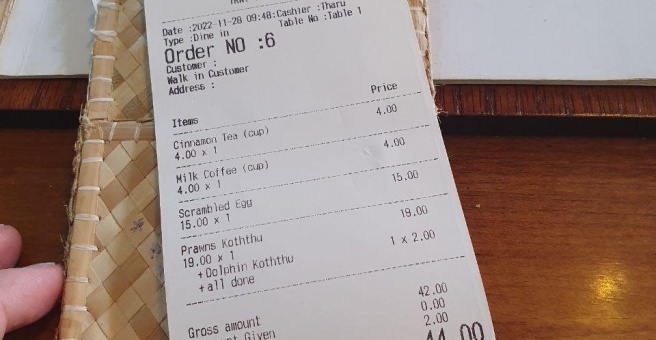 Date :2022-11-28 09:48:Cashier :Tharu
Type :Dine in Table No :Table 1
Order NO :6
Customer :
Walk in Customer
Address :
Items Price
Cinnamon Tea (cup)
4.00 x 1 4.00
Milk Coffee (cup)
4.00 x 1 4.00
Scrambled Egg
15.00 x 1 15.00
Prawns Koththu
19.00 x 1 19.00
+Dolphin Koththu
+all done 1 x 2.00
Gross amount 42.00
Given 0.00
2.00
44.00